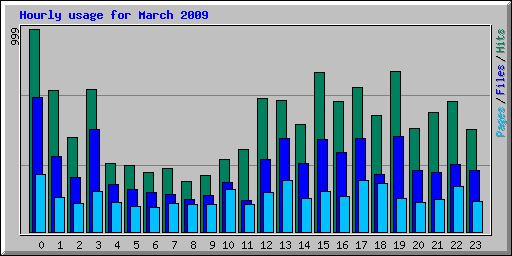 Hourly usage for March 2009
999
Pages / Files / Hits
0 1 2 3 4 5 6 7 8 9 10 11 12 13 14 15 16 17 18 19 20 21 22 23